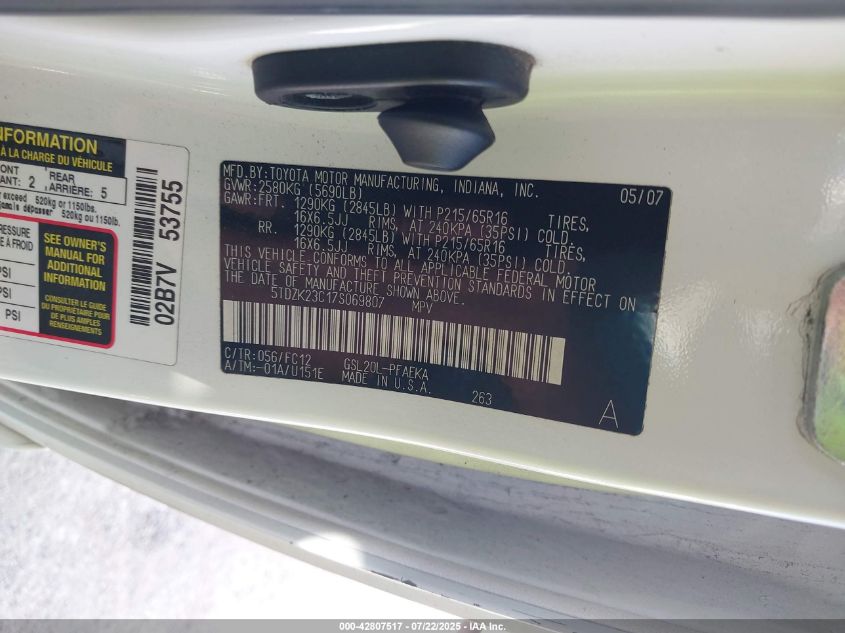 NFORMATION
À LA CHARGE DU VÉHICULE
ONT
ANT: 2
REAR
ARRIÈRE: 5
exceed 520kg or 1150lbs.
jamais dépasser 520kg ou 1150lb.
PRESSURE
À FROID
PSI
PSI
PSI
SEE OWNER'S
MANUAL FOR
ADDITIONAL
INFORMATION
CONSULTER LE GUIDE
DU PROPRIÉTAIRE POUR
DE PLUS AMPLES
RENSEIGNEMENTS
02B7V 53755
MFD.BY:TOYOTA MOTOR MANUFACTURING, INDIANA, INC. 05/07
GVWR:2580KG (5690LB)
GAWR:FRT. 1290KG (2845LB) WITH P215/65R16 TIRES,
16X6.5JJ RIMS, AT 240KPA (35PSI) COLD.
RR. 1290KG (2845LB) WITH P215/65R16 TIRES,
16X6.5JJ RIMS, AT 240KPA (35PSI) COLD.
THIS VEHICLE CONFORMS TO ALL APPLICABLE FEDERAL MOTOR
VEHICLE SAFETY AND THEFT PREVENTION STANDARDS IN EFFECT ON
THE DATE OF MANUFACTURE SHOWN ABOVE.
5TDZK23C17S069807 MPV
C/TR:056/FC12 GSL20L-PFAEKA
A/TM:-01A/U151E MADE IN U.S.A.
263
A
000-42807517 - 07/22/2025 - IAA Inc.